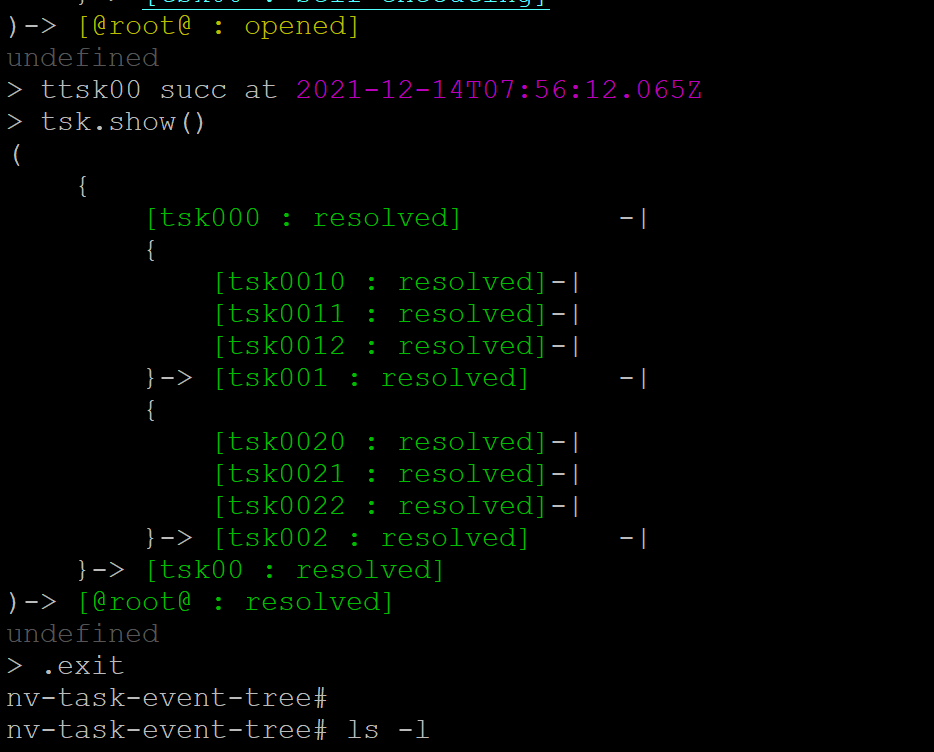 )-> [@root@ : opened]
undefined
> ttsk00 succ at 2021-12-14T07:56:12.065Z
> tsk.show()
(
    {
        [tsk000 : resolved]         -|
        {
            [tsk0010 : resolved]-|
            [tsk0011 : resolved]-|
            [tsk0012 : resolved]-|
        }-> [tsk001 : resolved]     -|
        {
            [tsk0020 : resolved]-|
            [tsk0021 : resolved]-|
            [tsk0022 : resolved]-|
        }-> [tsk002 : resolved]     -|
    }-> [tsk00 : resolved]
)-> [@root@ : resolved]
undefined
> .exit
nv-task-event-tree#
nv-task-event-tree# ls -l